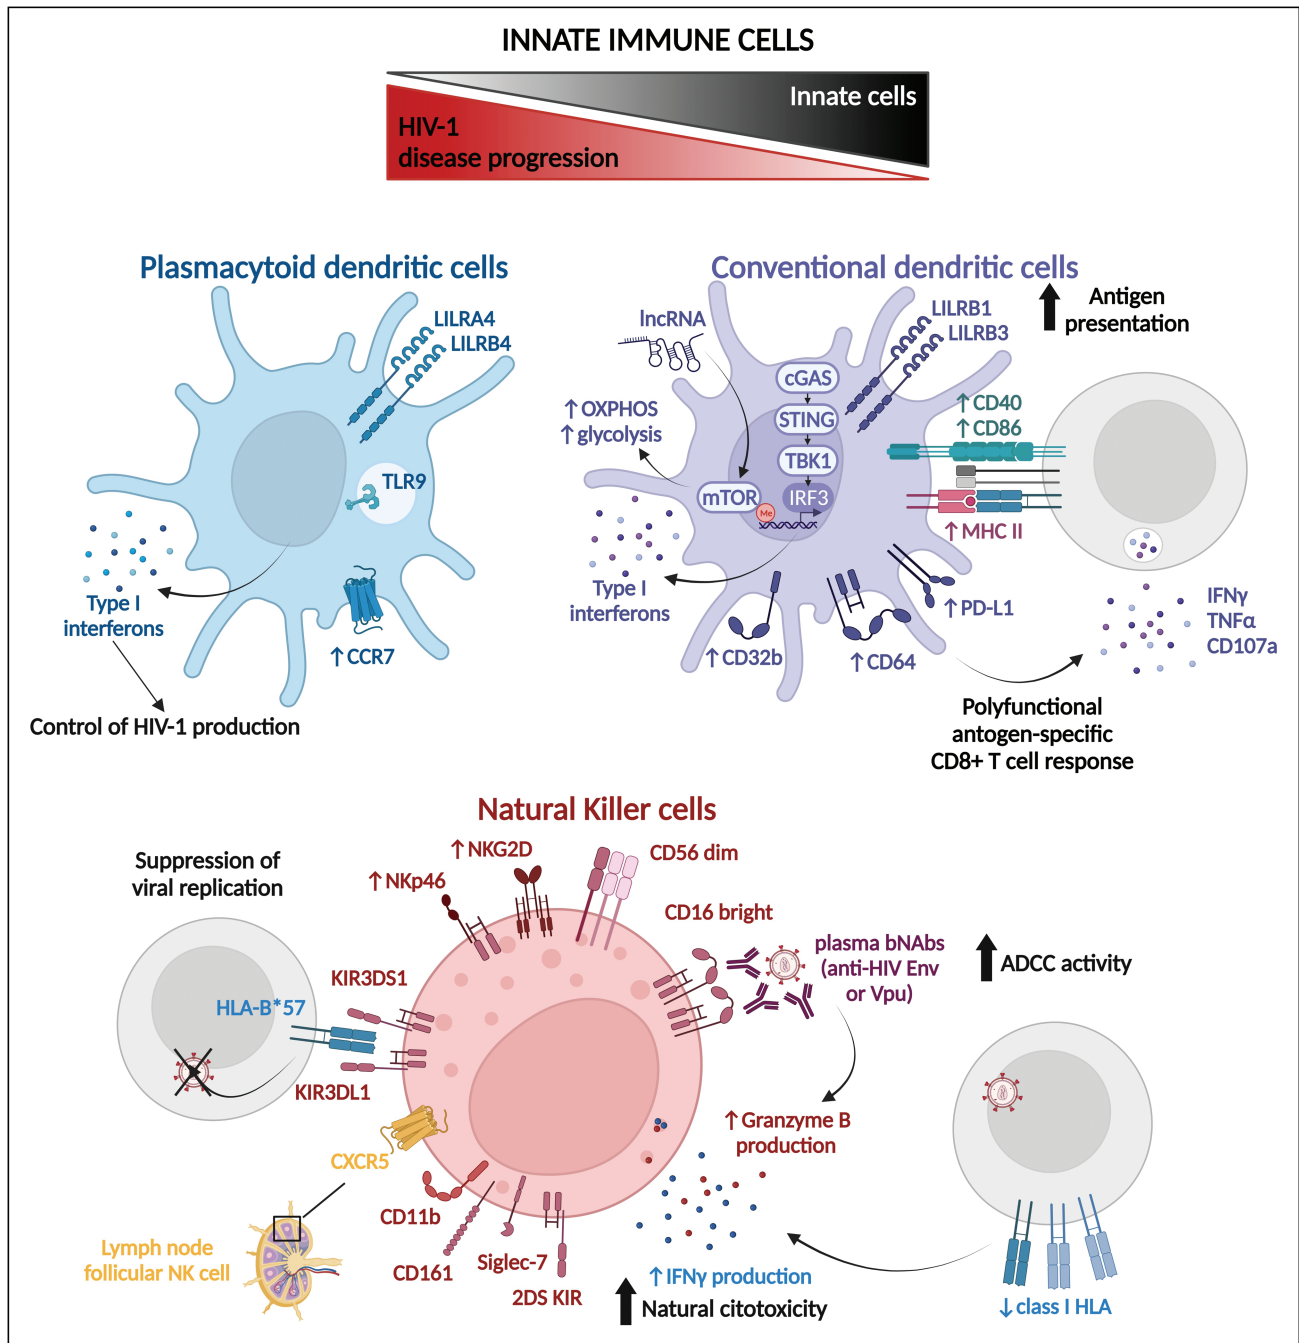 INNATE IMMUNE CELLS
Innate cells
HIV-1
disease progression
Plasmacytoid dendritic cells
LILRA4
LILRB4
TLR9
Type I
interferons
↑CCR7
Control of HIV-1 production
Conventional dendritic cells
Antigen
presentation
lncRNA
LILRB1
LILRB3
cGAS
STING
TBK1
IRF3
mTOR
Me
↑OXPHOS
↑glycolysis
↑CD40
↑CD86
↑MHC II
Type I
interferons
↑CD32b
↑CD64
↑PD-L1
IFNγ
TNFα
CD107a
Polyfunctional
antogen-specific
CD8+ T cell response
Natural Killer cells
Suppression of
viral replication
↑NKp46
↑NKG2D
CD56 dim
CD16 bright
plasma bNAbs
(anti-HIV Env
or Vpu)
ADCC activity
KIR3DS1
HLA-B*57
KIR3DL1
CXCR5
↑Granzyme B
production
CD11b
CD161
Siglec-7
2DS KIR
Lymph node
follicular NK cell
↑IFNγ production
Natural citotoxicity
↓class I HLA